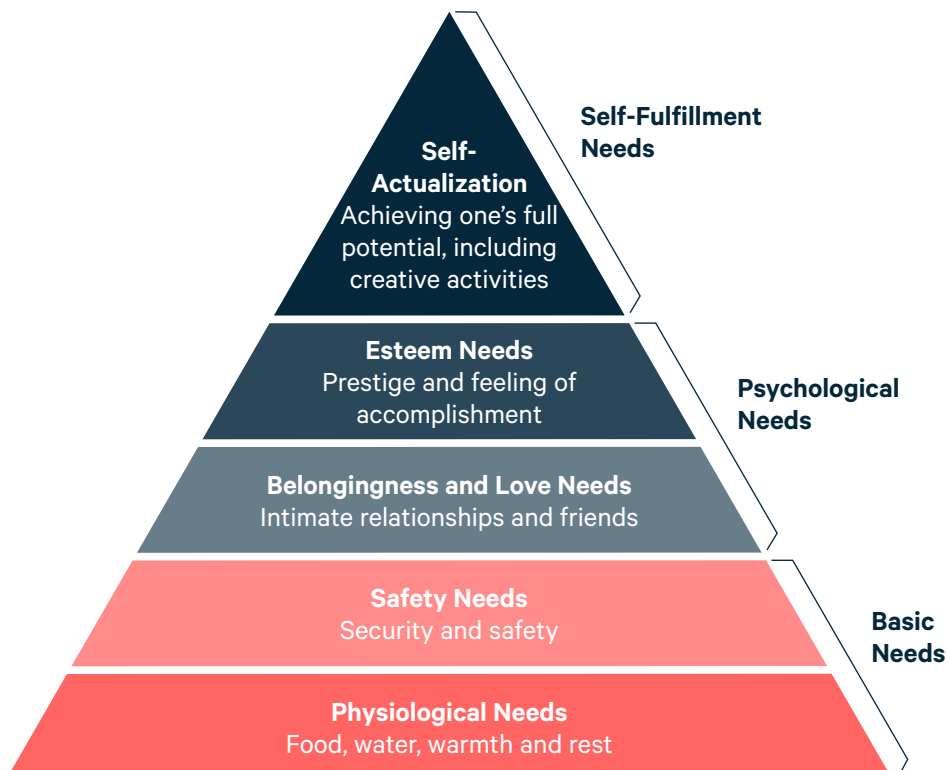 Self-Fulfillment
Needs
Self-
Actualization
Achieving one’s full
potential, including
creative activities
Esteem Needs
Prestige and feeling of
accomplishment
Psychological
Needs
Belongingness and Love Needs
Intimate relationships and friends
Safety Needs
Security and safety
Basic
Needs
Physiological Needs
Food, water, warmth and rest